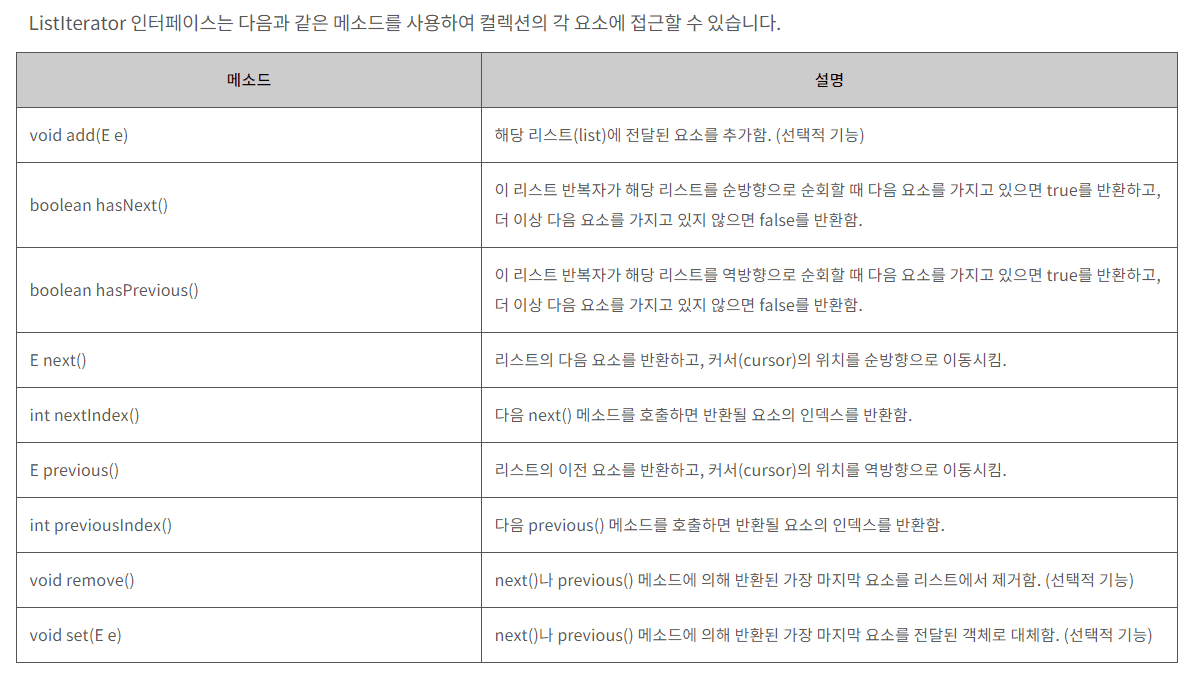 ListIterator 인터페이스는 다음과 같은 메소드를 사용하여 컬렉션의 각 요소에 접근할 수 있습니다.
메소드 설명
void add(E e) 해당 리스트(list)에 전달된 요소를 추가함. (선택적 기능)
boolean hasNext() 이 리스트 반복자가 해당 리스트를 순방향으로 순회할 때 다음 요소를 가지고 있으면 true를 반환하고,
더 이상 다음 요소를 가지고 있지 않으면 false를 반환함.
boolean hasPrevious() 이 리스트 반복자가 해당 리스트를 역방향으로 순회할 때 다음 요소를 가지고 있으면 true를 반환하고,
더 이상 다음 요소를 가지고 있지 않으면 false를 반환함.
E next() 리스트의 다음 요소를 반환하고, 커서(cursor)의 위치를 순방향으로 이동시킴.
int nextIndex() 다음 next() 메소드를 호출하면 반환될 요소의 인덱스를 반환함.
E previous() 리스트의 이전 요소를 반환하고, 커서(cursor)의 위치를 역방향으로 이동시킴.
int previousIndex() 다음 previous() 메소드를 호출하면 반환될 요소의 인덱스를 반환함.
void remove() next()나 previous() 메소드에 의해 반환된 가장 마지막 요소를 리스트에서 제거함. (선택적 기능)
void set(E e) next()나 previous() 메소드에 의해 반환된 가장 마지막 요소를 전달된 객체로 대체함. (선택적 기능)